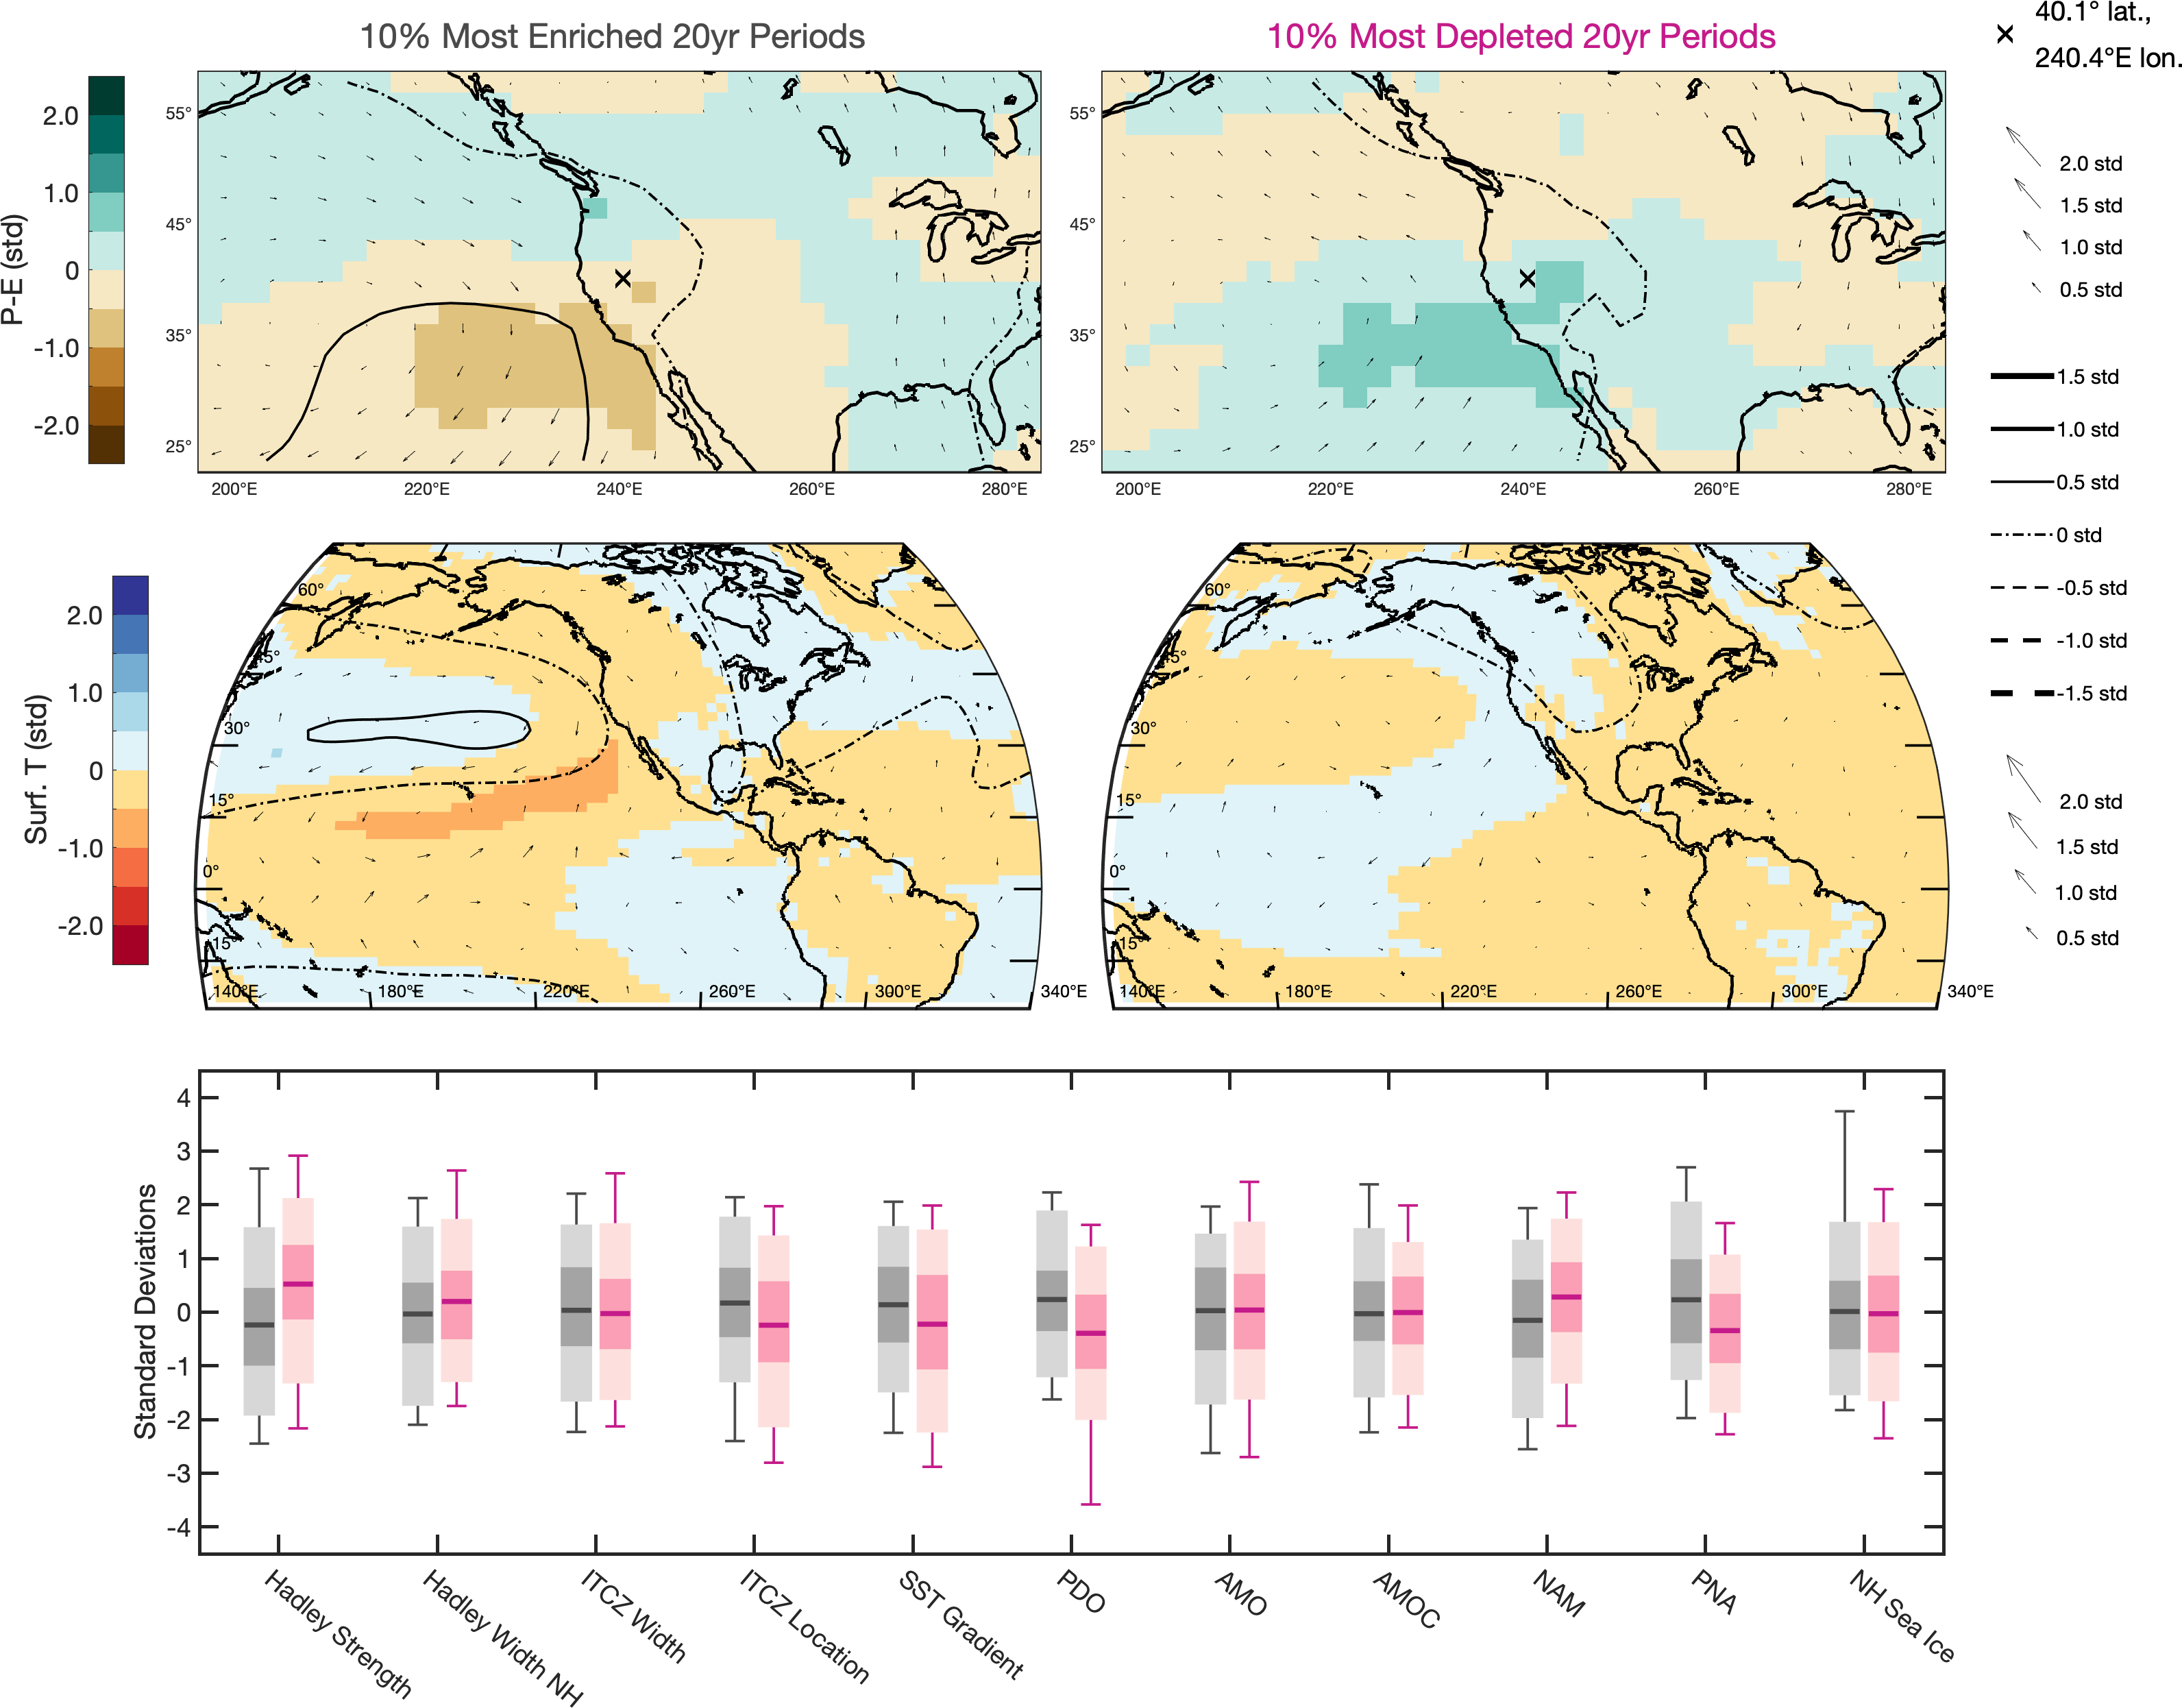 10% Most Enriched 20yr Periods
10% Most Depleted 20yr Periods
40.1° lat.,
240.4°E lon.
P-E (std)
2.0
1.0
0
-1.0
-2.0
55°
45°
35°
25°
200°E 220°E 240°E 260°E 280°E
55°
45°
35°
25°
200°E 220°E 240°E 260°E 280°E
2.0 std
1.5 std
1.0 std
0.5 std
1.5 std
1.0 std
0.5 std
0 std
-0.5 std
-1.0 std
-1.5 std
Surf. T (std)
2.0
1.0
0
-1.0
-2.0
60°
45°
30°
15°
0°
15°
140°E 180°E 220°E 260°E 300°E 340°E
60°
45°
30°
15°
0°
15°
140°E 180°E 220°E 260°E 300°E 340°E
2.0 std
1.5 std
1.0 std
0.5 std
Standard Deviations
4
3
2
1
0
-1
-2
-3
-4
Hadley Strength
Hadley Width NH
ITCZ Width
ITCZ Location
SST Gradient
PDO
AMO
AMOC
NAM
PNA
NH Sea Ice